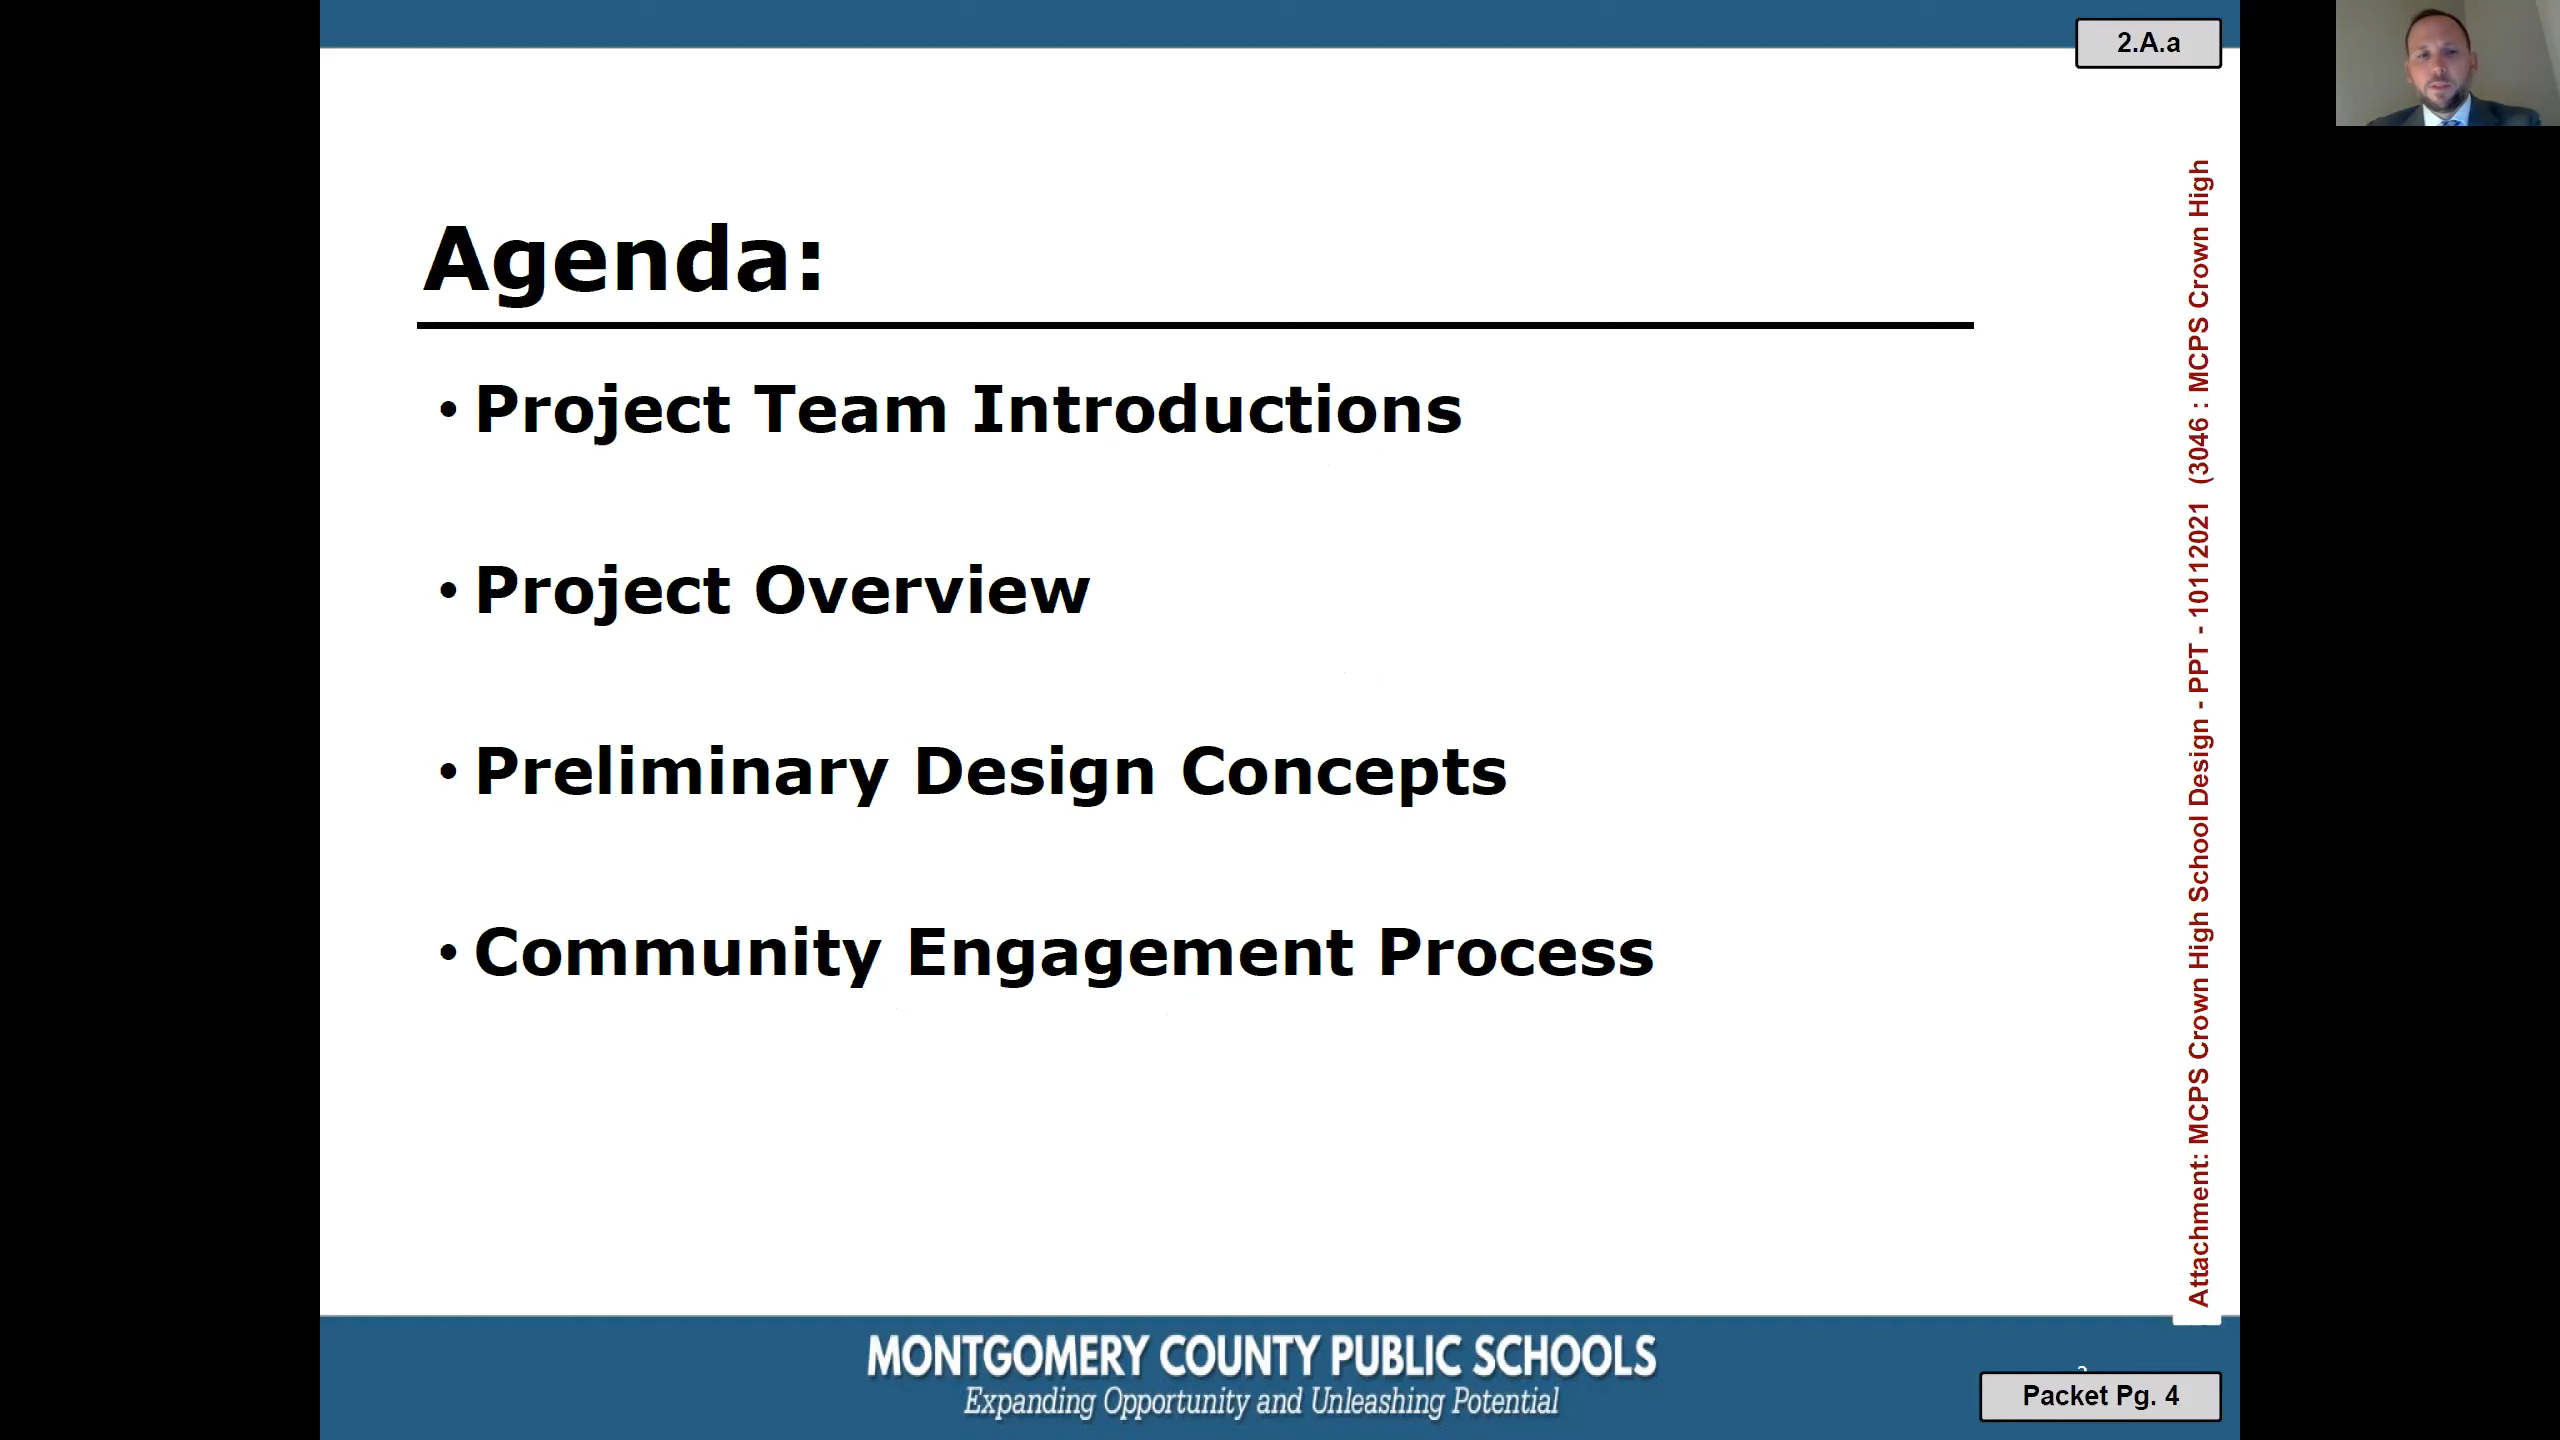 2.A.a
Agenda:
• Project Team Introductions
• Project Overview
• Preliminary Design Concepts
• Community Engagement Process
Attachment: MCPS Crown High School Design - PPT - 10112021 (3046 : MCPS Crown High
MONTGOMERY COUNTY PUBLIC SCHOOLS
Expanding Opportunity and Unleashing Potential
Packet Pg. 4